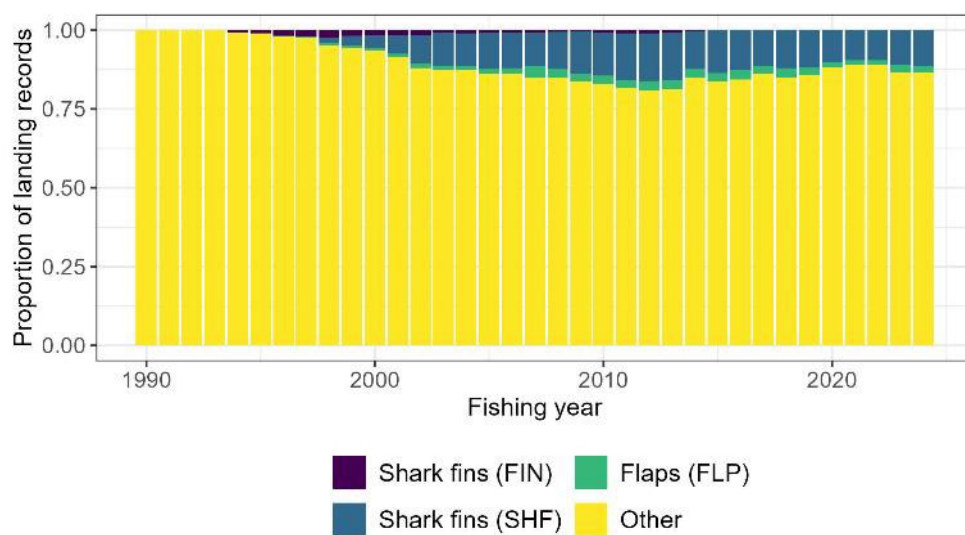 Proportion of landing records
1.00
0.75
0.50
0.25
0.00
1990
2000
2010
2020
Fishing year
Shark fins (FIN)
Flaps (FLP)
Shark fins (SHF)
Other